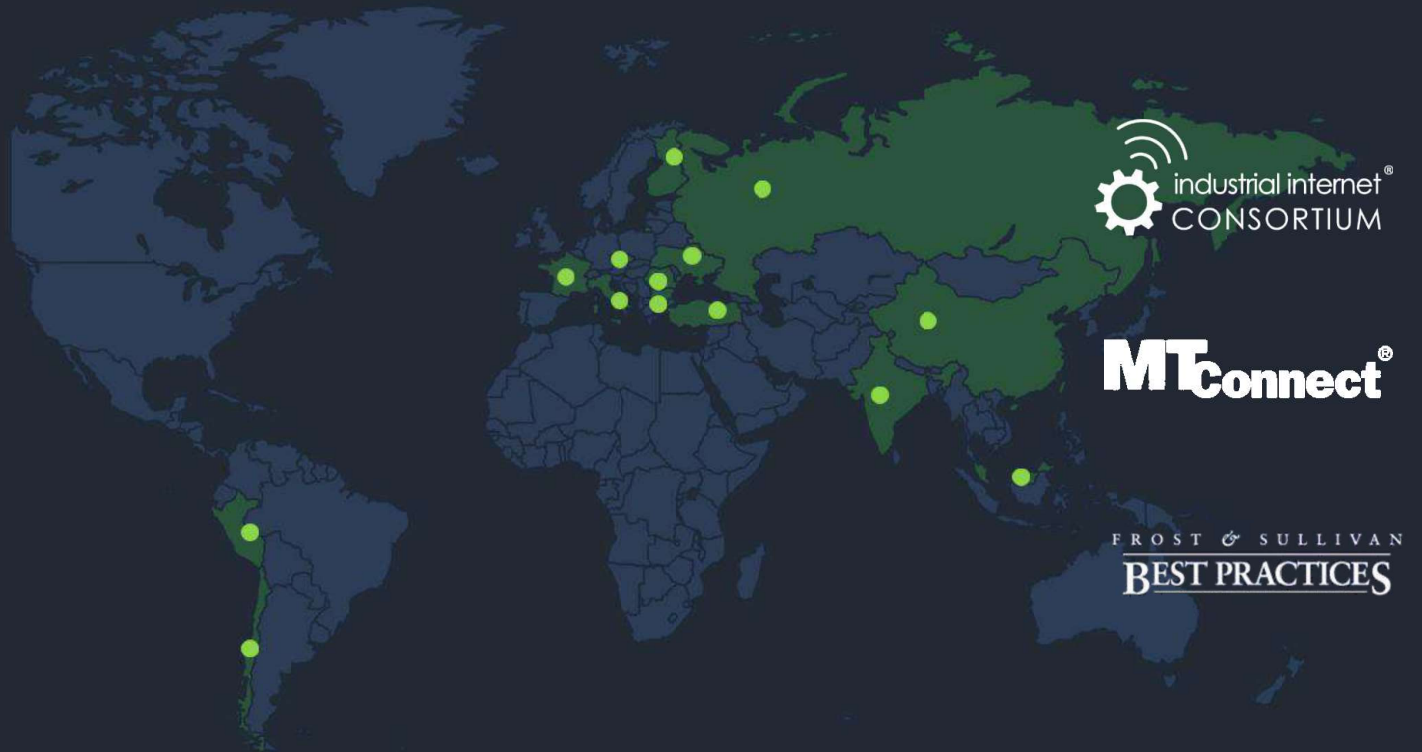 industrial internet®
CONSORTIUM
MTConnect®
FROST & SULLIVAN
BEST PRACTICES